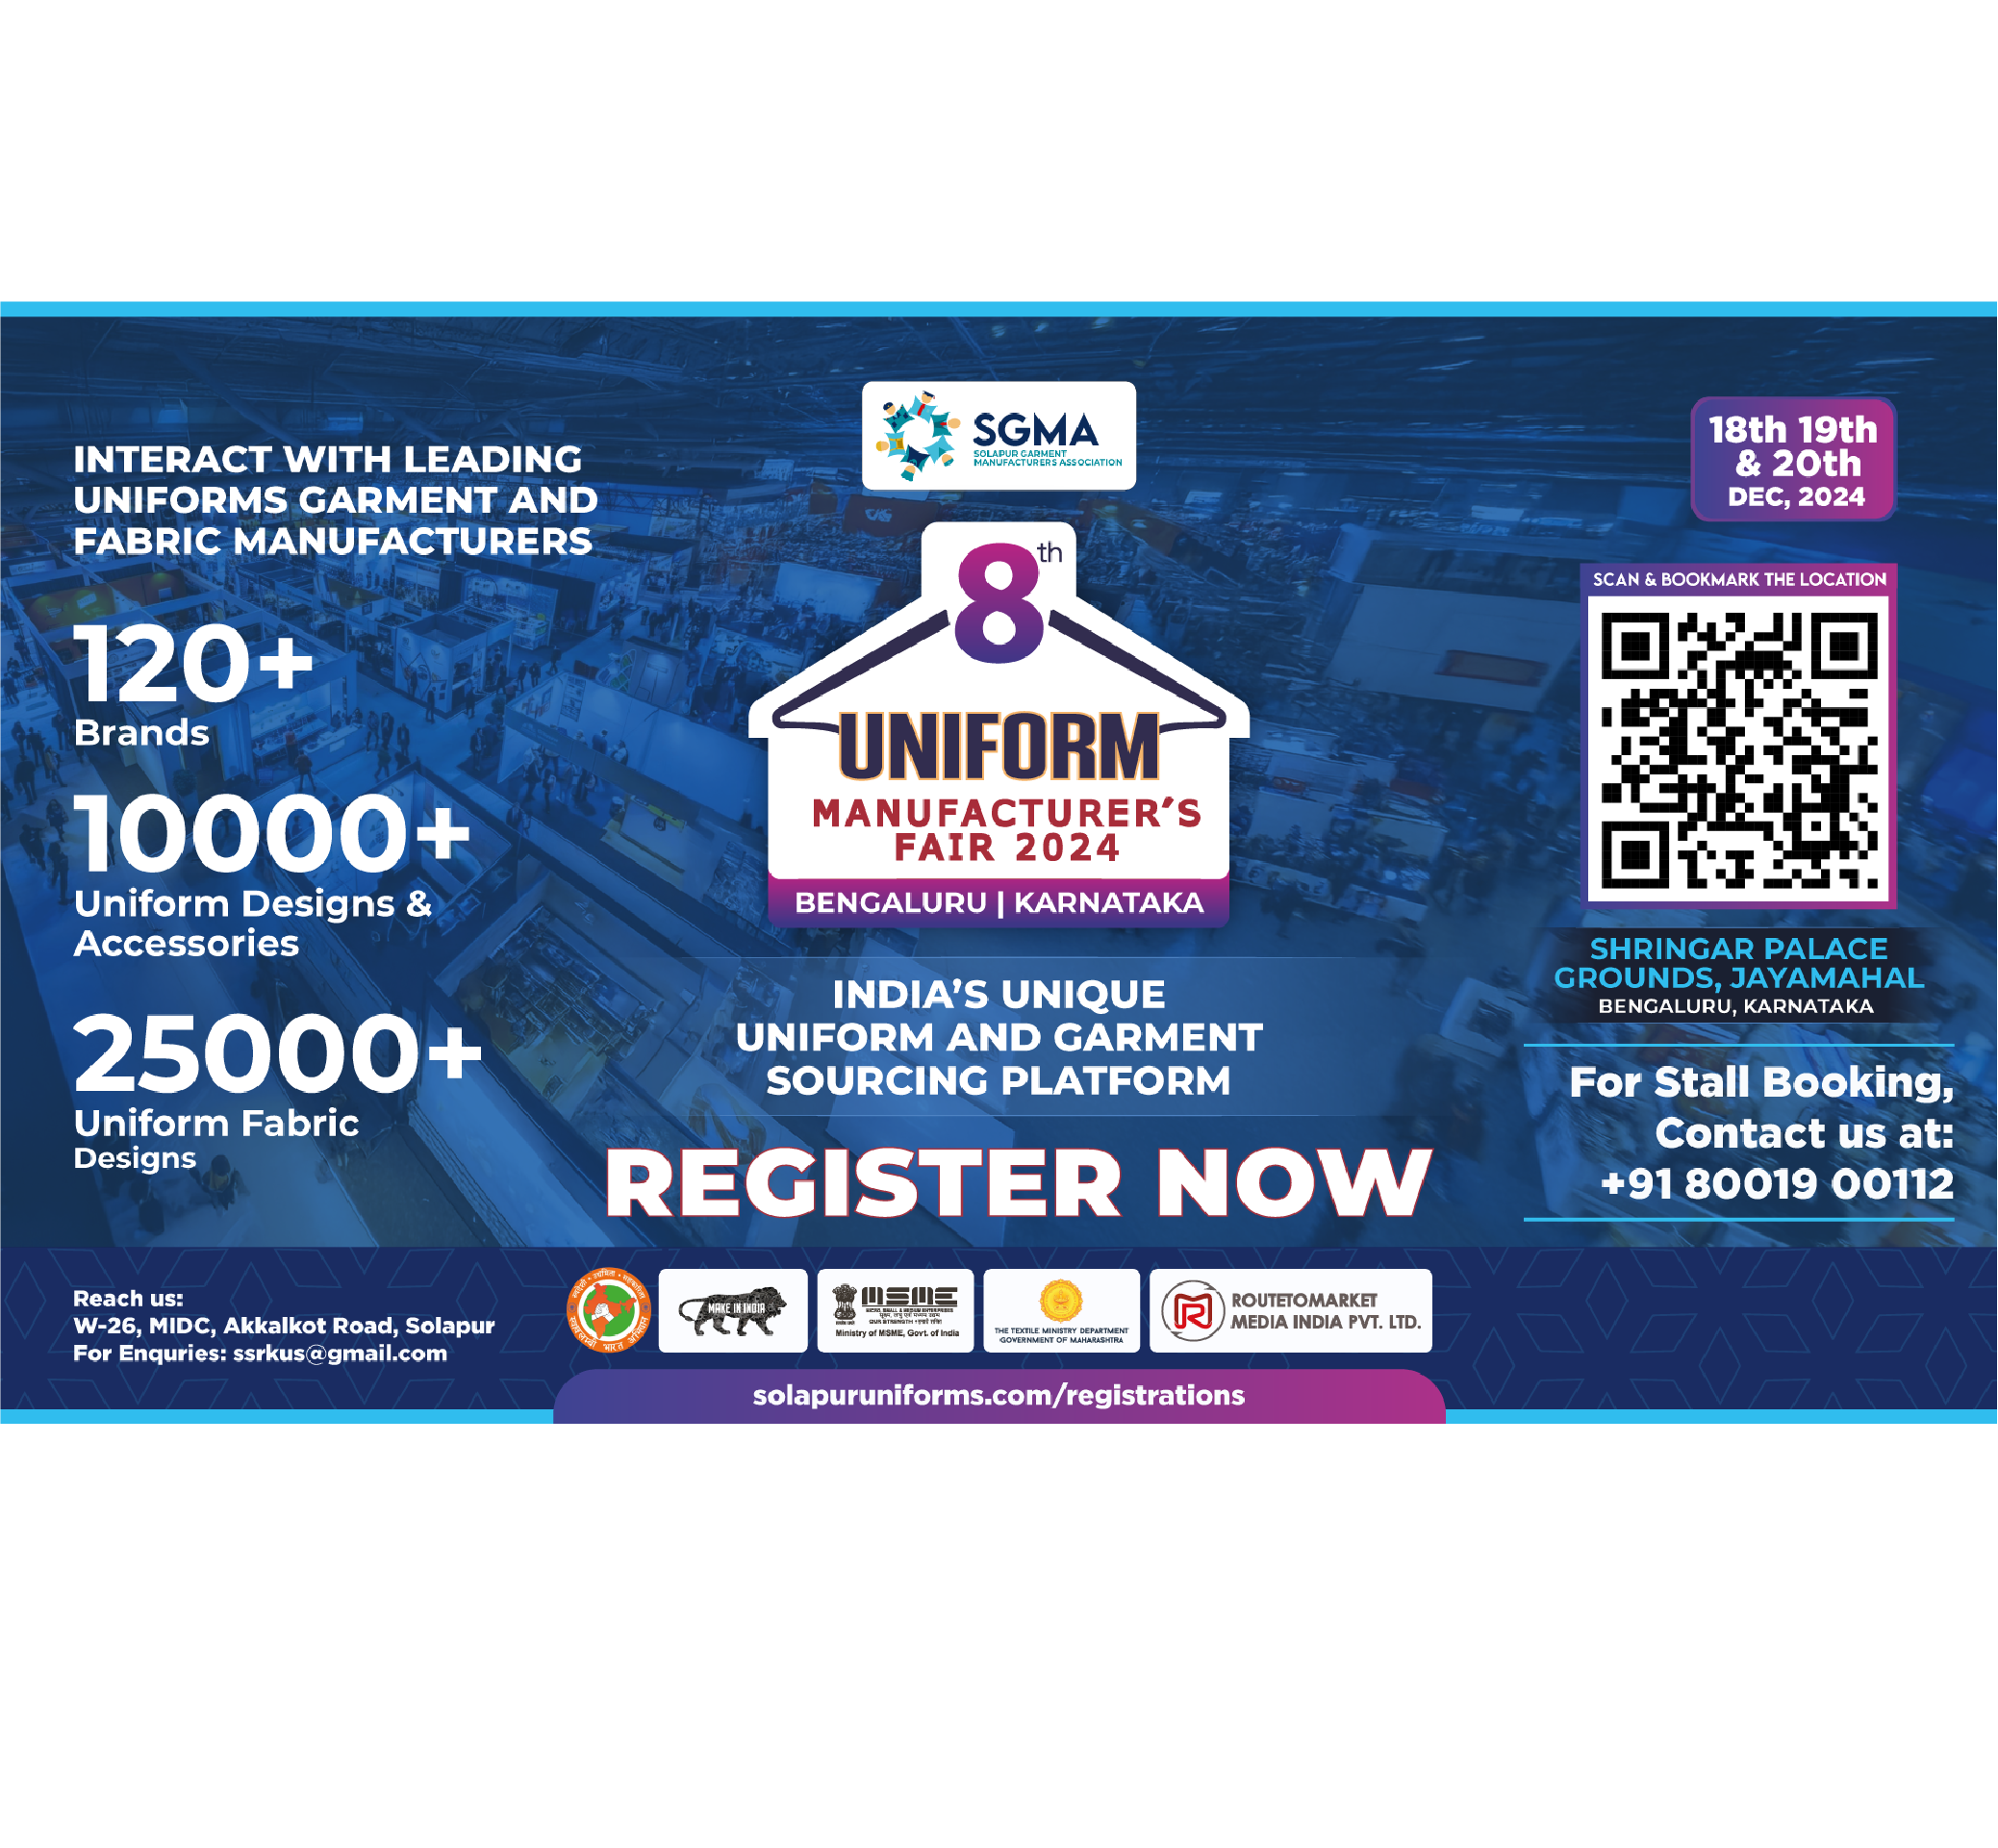 SGMA
SOLAPUR GARMENT
MANUFACTURERS ASSOCIATION
INTERACT WITH LEADING
UNIFORMS GARMENT AND
FABRIC MANUFACTURERS
120+
Brands
10000+
Uniform Designs &
Accessories
25000+
Uniform Fabric
Designs
8th
UNIFORM
MANUFACTURER'S
FAIR 2024
BENGALURU | KARNATAKA
INDIA'S UNIQUE
UNIFORM AND GARMENT
SOURCING PLATFORM
REGISTER NOW
18th 19th
& 20th
DEC, 2024
SCAN & BOOKMARK THE LOCATION
SHRINGAR PALACE
GROUNDS, JAYAMAHAL
BENGALURU, KARNATAKA
For Stall Booking,
Contact us at:
+91 80019 00112
Reach us:
W-26, MIDC, Akkalkot Road, Solapur
For Enquries: ssrkus@gmail.com
MAKE IN INDIA
MSME
MICRO, SMALL & MEDIUM ENTERPRISES
Ministry of MSME, Govt. of India
THE TEXTILE MINISTRY DEPARTMENT
GOVERNMENT OF MAHARASHTRA
ROUTETOMARKET
MEDIA INDIA PVT. LTD.
solapuruniforms.com/registrations